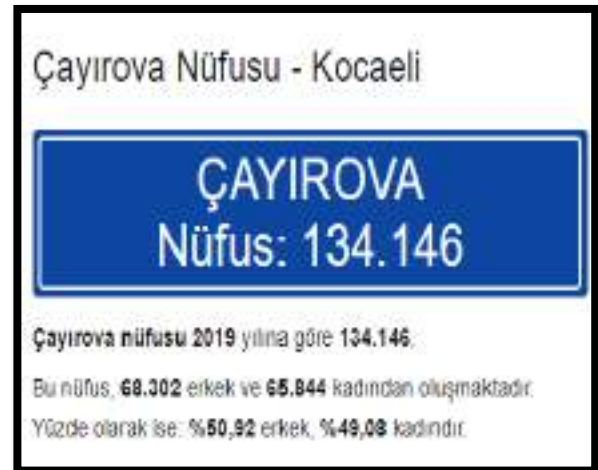 Çayırova Nüfusu - Kocaeli
ÇAYIROVA
Nüfus: 134.146
Çayırova nüfusu 2019 yılına göre 134.146.
Bu nüfus, 68.302 erkek ve 65.844 kadından oluşmaktadır.
Yüzde olarak ise: %50,92 erkek, %49,08 kadındır.